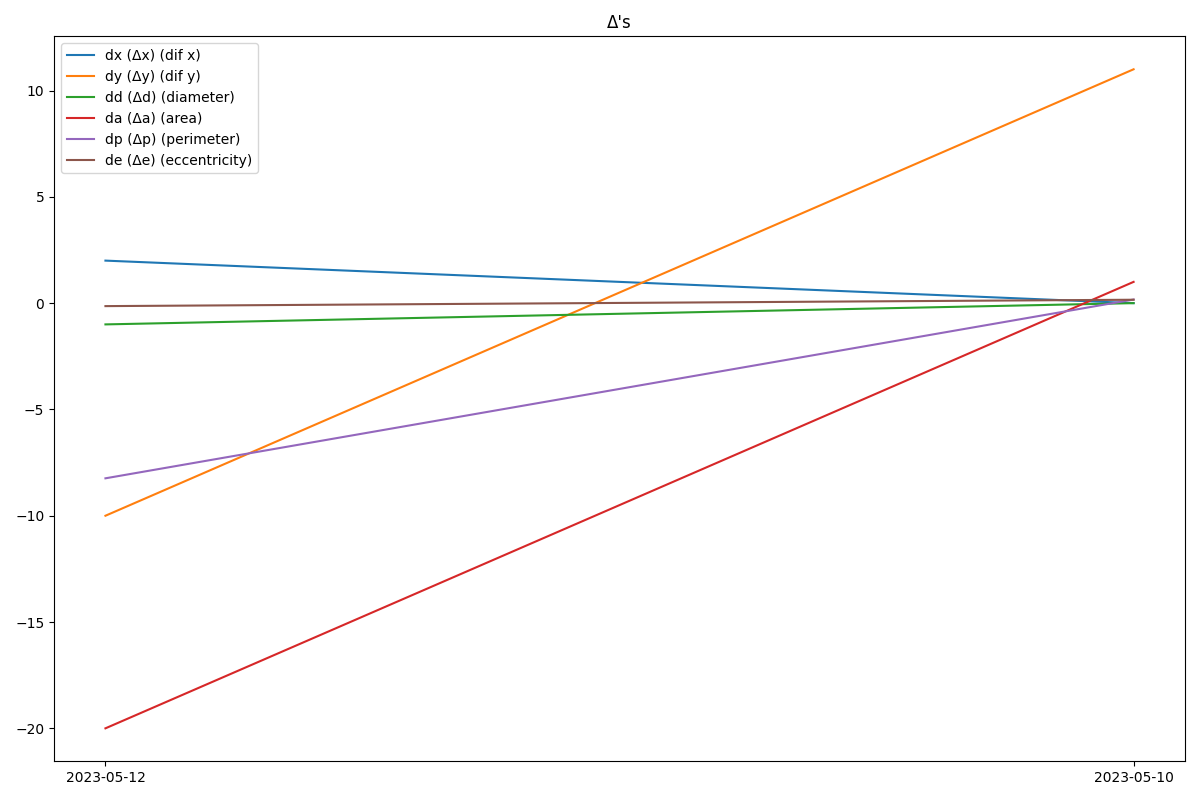 Δ's
dx (Δx) (dif x)
dy (Δy) (dif y)
dd (Δd) (diameter)
da (Δa) (area)
dp (Δp) (perimeter)
de (Δe) (eccentricity)
10
5
0
−5
−10
−15
−20
2023-05-12 2023-05-10